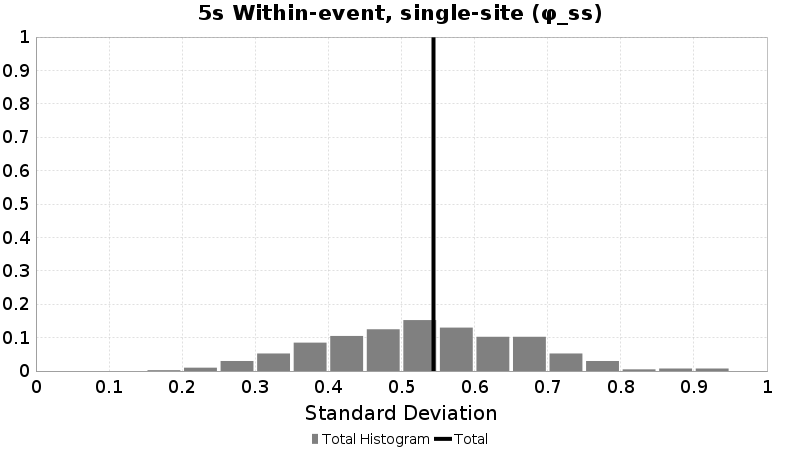 5s Within-event, single-site (φ_ss)
1
0.9
0.8
0.7
0.6
0.5
0.4
0.3
0.2
0.1
0
0 0.1 0.2 0.3 0.4 0.5 0.6 0.7 0.8 0.9 1
Standard Deviation
Total Histogram Total